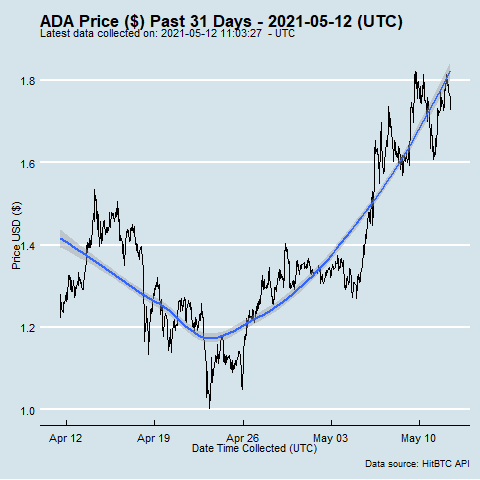 ADA Price ($) Past 31 Days - 2021-05-12 (UTC)
Latest data collected on: 2021-05-12 11:03:27 - UTC
1.8
1.6
1.4
1.2
1.0
Price USD ($)
Apr 12 Apr 19 Apr 26 May 03 May 10
Date Time Collected (UTC)
Data source: HitBTC API